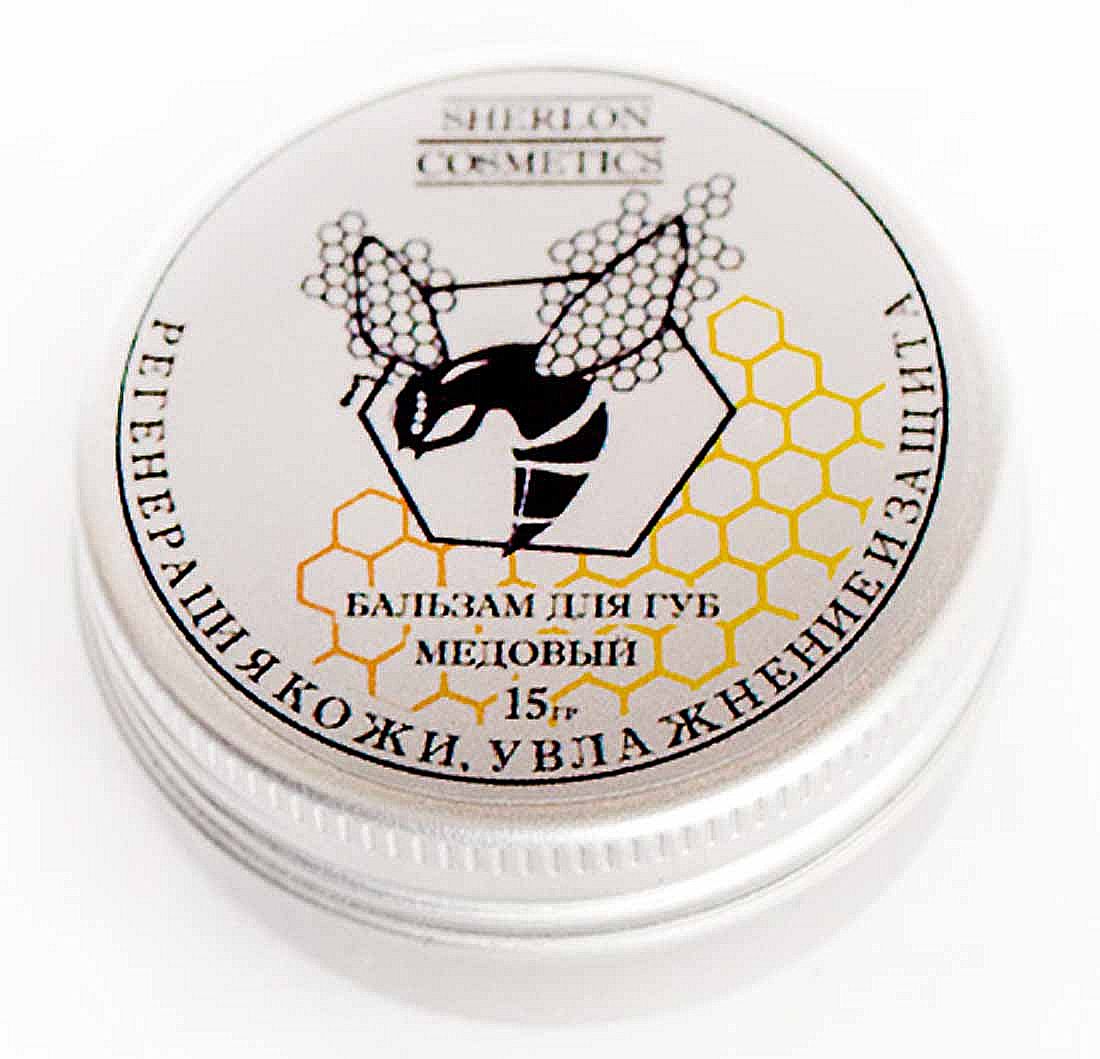 SHERLON
COSMETICS
БАЛЬЗАМ ДЛЯ ГУБ
МЕДОВЫЙ
15гр
РЕГЕНЕРАЦИЯ КОЖИ, УВЛАЖНЕНИЕ И ЗАЩИТА